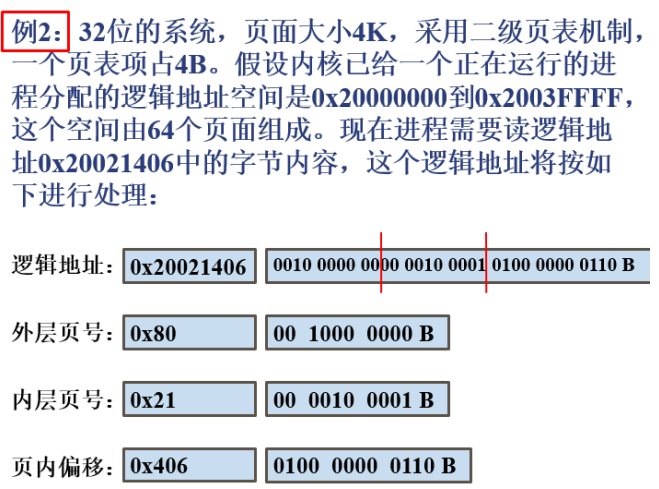 例2：32位的系统，页面大小4K，采用二级页表机制，
一个页表项占4B。假设内核已给一个正在运行的进
程分配的逻辑地址空间是0x20000000到0x2003FFFF，
这个空间由64个页面组成。现在进程需要读逻辑地
址0x20021406中的字节内容，这个逻辑地址将按如
下进行处理：
逻辑地址： 0x20021406 0010 0000 0000 0010 0001 0100 0000 0110 B
外层页号： 0x80 00 1000 0000 B
内层页号： 0x21 00 0010 0001 B
页内偏移： 0x406 0100 0000 0110 B